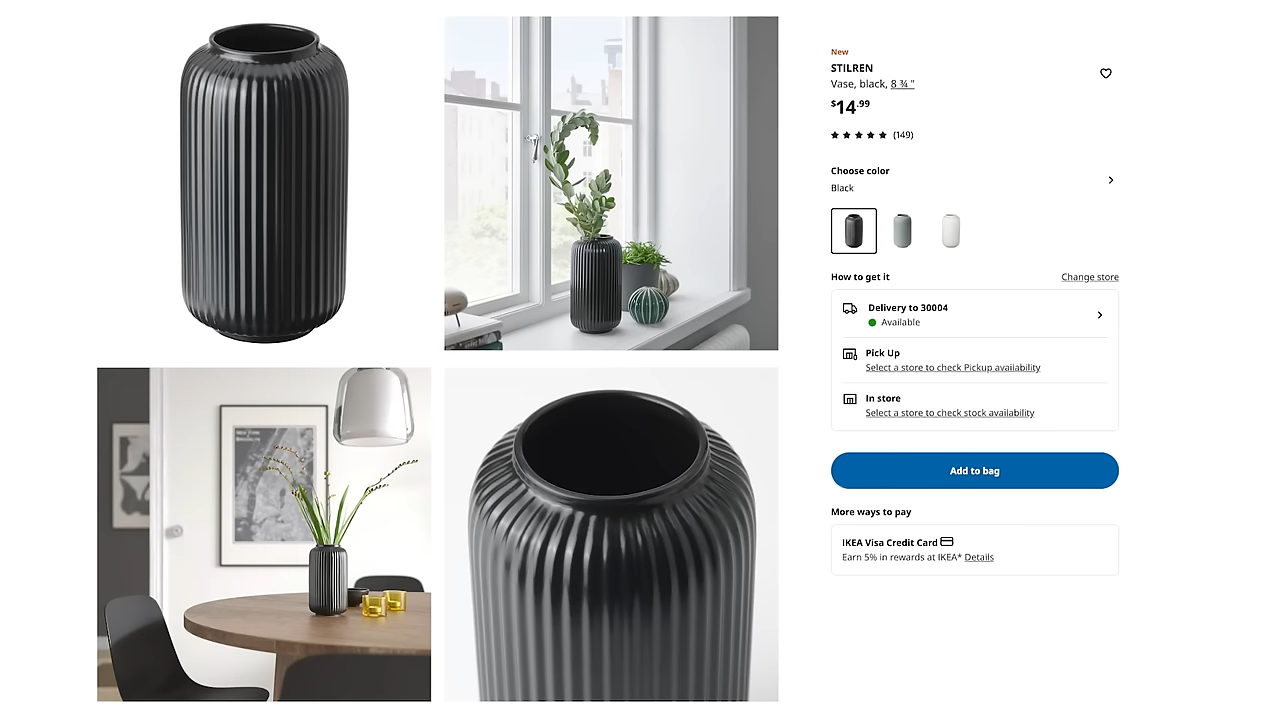 New
STILREN
Vase, black, 8 ¾ "
$14.99
(149)
Choose color
Black
How to get it
Change store
Delivery to 30004
Available
Pick Up
Select a store to check Pickup availability
In store
Select a store to check stock availability
Add to bag
More ways to pay
IKEA Visa Credit Card
Earn 5% in rewards at IKEA* Details
NEW YORK
BROOKLYN